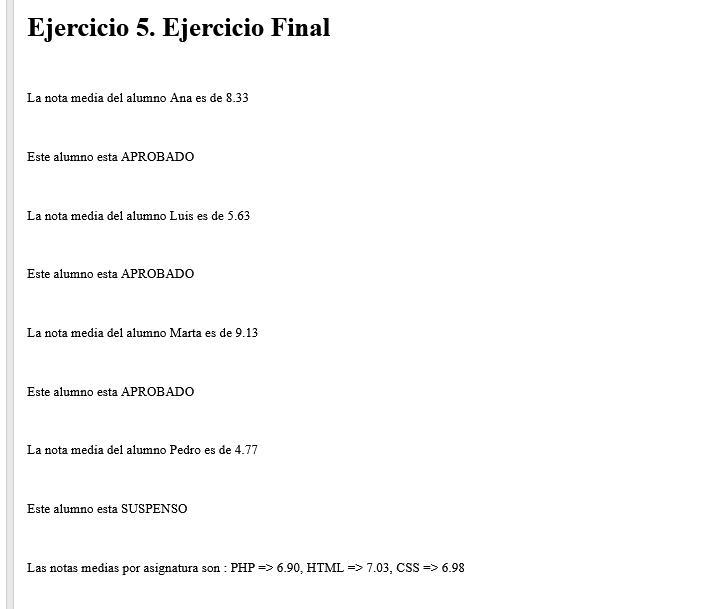 Ejercicio 5. Ejercicio Final
La nota media del alumno Ana es de 8.33
Este alumno esta APROBADO
La nota media del alumno Luis es de 5.63
Este alumno esta APROBADO
La nota media del alumno Marta es de 9.13
Este alumno esta APROBADO
La nota media del alumno Pedro es de 4.77
Este alumno esta SUSPENSO
Las notas medias por asignatura son : PHP => 6.90, HTML => 7.03, CSS => 6.98